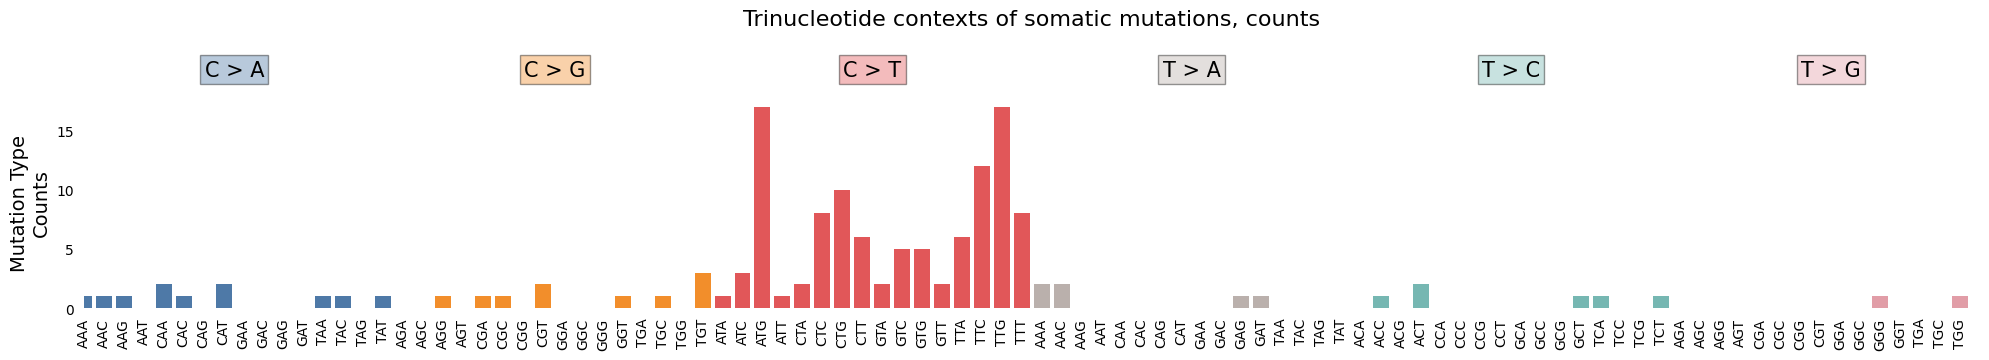 Trinucleotide contexts of somatic mutations, counts
C > A C > G C > T T > A T > C T > G
Mutation Type
Counts
15
10
5
0
AAA AAC AAG AAT CAA CAC CAG CAT GAA GAC GAG GAT TAA TAC TAG TAT AGA AGC AGG AGT CGA CGC CGG CGT GGA GGC GGG GGT TGA TGC TGG TGT ATA ATC ATG ATT CTA CTC CTG CTT GTA GTC GTG GTT TTA TTC TTG TTT AAA AAC AAG AAT CAA CAC CAG CAT GAA GAC GAG GAT TAA TAC TAG TAT ACA ACC ACG ACT CCA CCC CCG CCT GCA GCC GCG GCT TCA TCC TCG TCT AGA AGC AGG AGT CGA CGC CGG CGT GGA GGC GGG GGT TGA TGC TGG